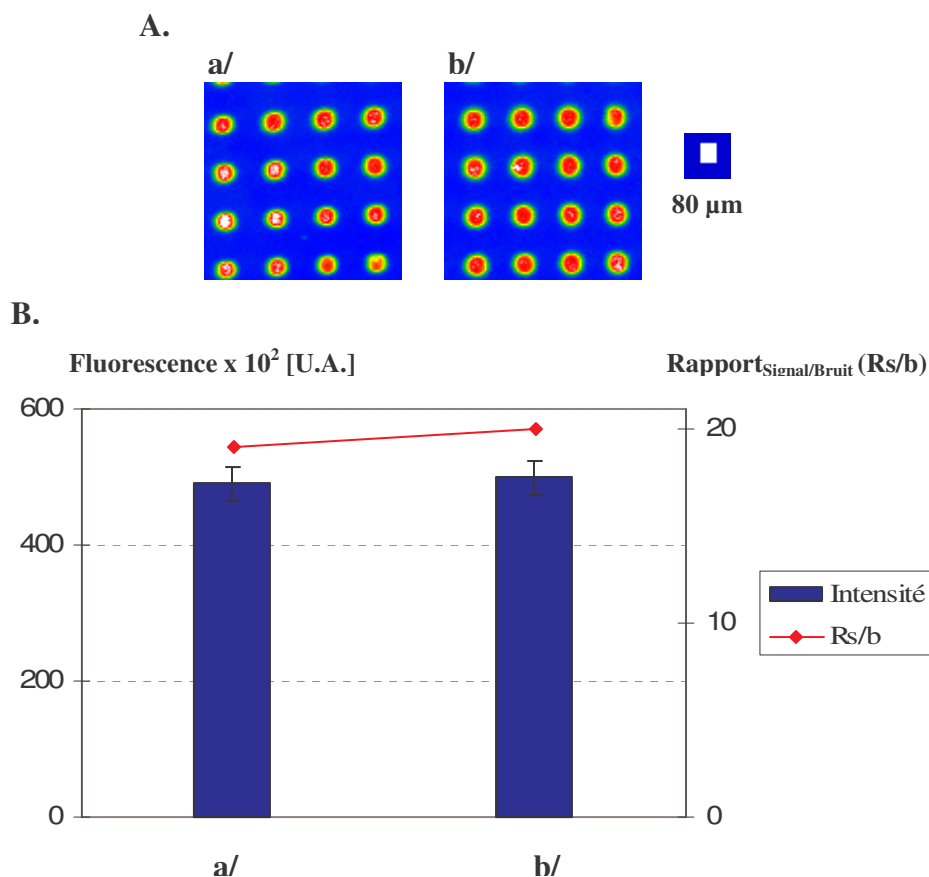 A.
a/ b/
80 µm
B.
Fluorescence x 10² [U.A.] Rapport Signal/Bruit (Rs/b)
600
400
200
0
20
10
0
Intensité
Rs/b
a/ b/